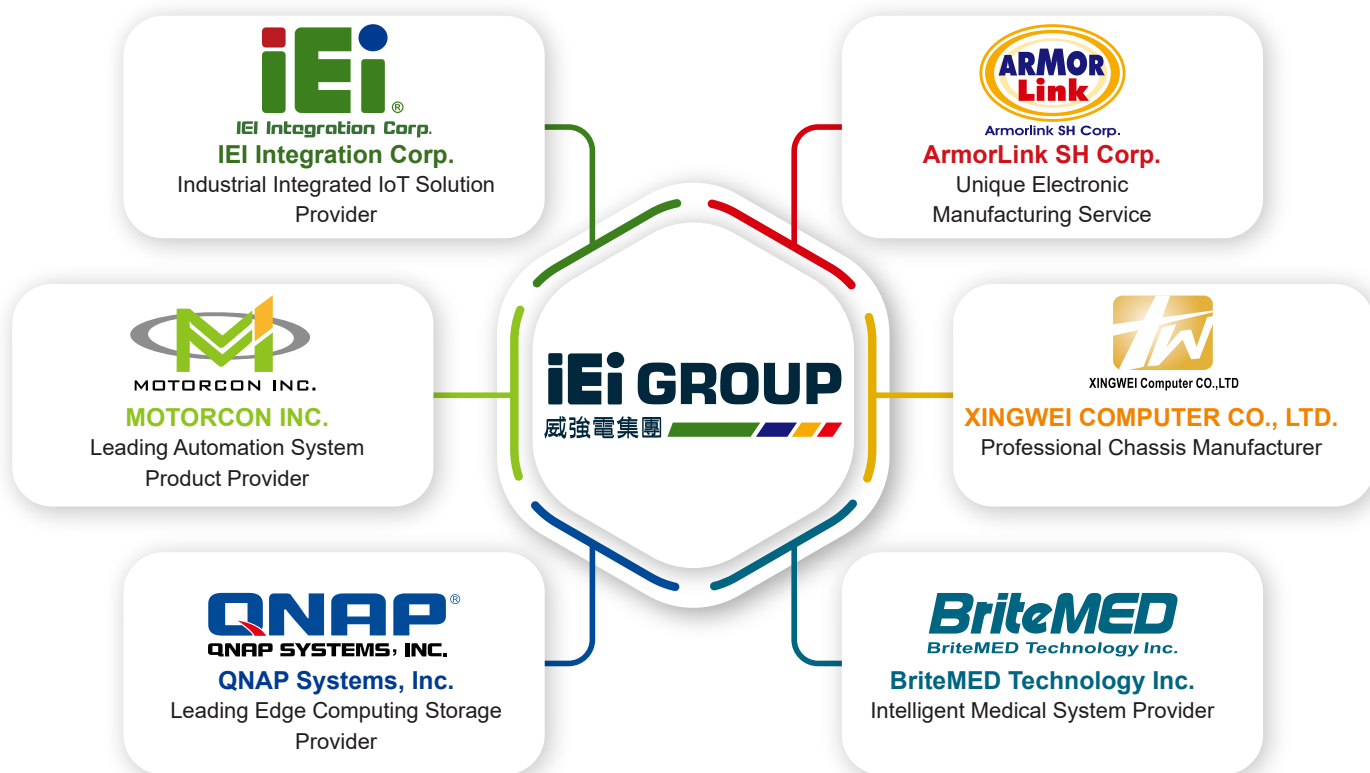 iEi®
IEI Integration Corp.
IEI Integration Corp.
Industrial Integrated IoT Solution
Provider
ARMOR
Link
Armorlink SH Corp.
ArmorLink SH Corp.
Unique Electronic
Manufacturing Service
MOTORCON INC.
MOTORCON INC.
Leading Automation System
Product Provider
iEi GROUP
威強電集團
XINGWEI Computer CO.,LTD
XINGWEI COMPUTER CO., LTD.
Professional Chassis Manufacturer
QNAP®
QNAP SYSTEMS, INC.
QNAP Systems, Inc.
Leading Edge Computing Storage
Provider
BriteMED
BriteMED Technology Inc.
BriteMED Technology Inc.
Intelligent Medical System Provider